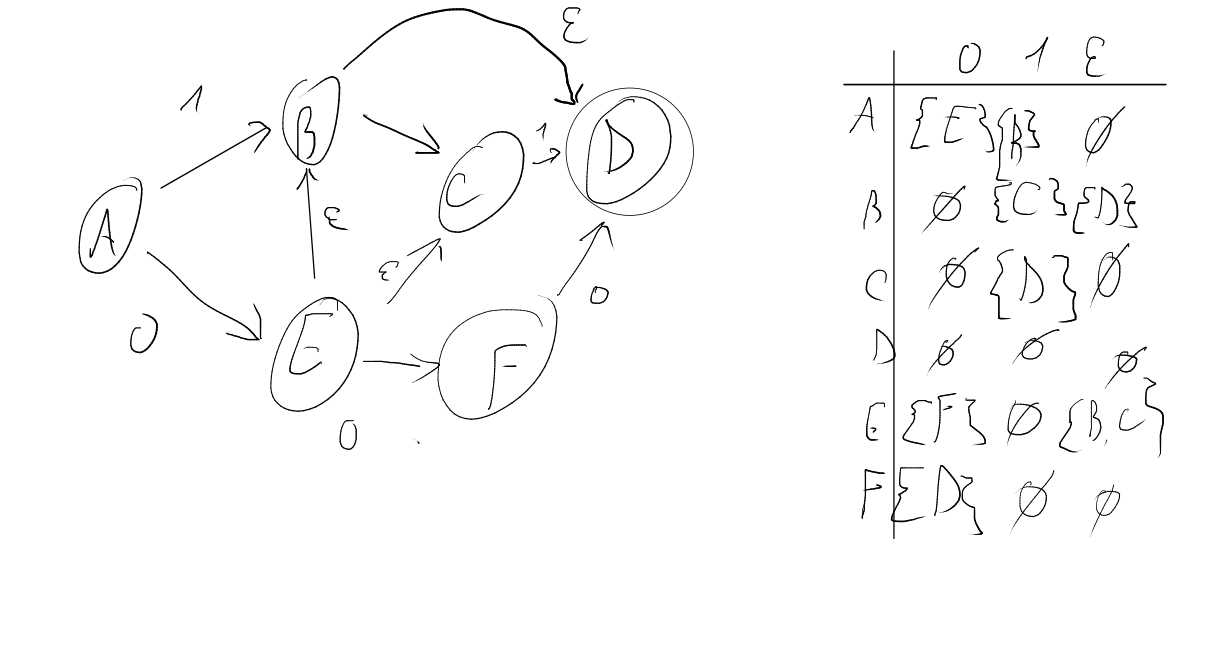 ε
1
B
1
C
D
A
ε
ε
0
E
F
0
0
0 1 ε
A {E} {B} ∅
B ∅ {C} {D}
C ∅ {D} ∅
D ∅ ∅ ∅
E {F} ∅ {B, C}
F {D} ∅ ∅